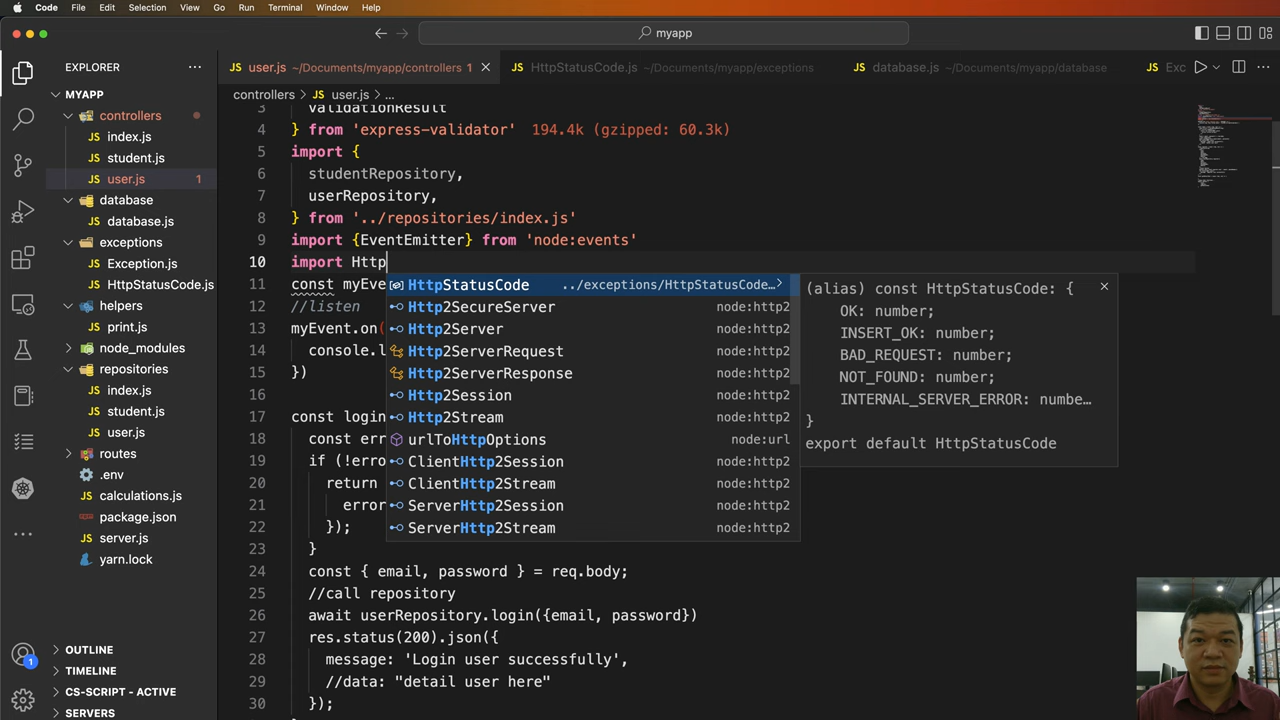 Code File Edit Selection View Go Run Terminal Window Help
myapp
EXPLORER
user.js ~/Documents/myapp/controllers 1
HttpStatusCode.js ~/Documents/myapp/exceptions
database.js ~/Documents/myapp/database
Exc
MYAPP
controllers
index.js
student.js
user.js 1
database
database.js
exceptions
Exception.js
HttpStatusCode.js
helpers
print.js
node_modules
repositories
index.js
student.js
user.js
routes
.env
calculations.js
package.json
server.js
yarn.lock
OUTLINE
TIMELINE
CS-SCRIPT - ACTIVE
SERVERS
1
controllers > user.js > ...
3 validationResult
4 } from 'express-validator' 194.4k (gzipped: 60.3k)
5 import {
6 studentRepository,
7 userRepository,
8 } from '../repositories/index.js'
9 import {EventEmitter} from 'node:events'
10 import Http
11 const myEve
12 //listen
13 myEvent.on(
14 console.l
15 })
16
17 const login
18 const err
19 if (!erro
20 return
21 error
22 });
23 }
24 const { email, password } = req.body;
25 //call repository
26 await userRepository.login({email, password})
27 res.status(200).json({
28 message: 'Login user successfully',
29 //data: "detail user here"
30 });
HttpStatusCode ../exceptions/HttpStatusCode…
Http2SecureServer node:http2
Http2Server node:http2
Http2ServerRequest node:http2
Http2ServerResponse node:http2
Http2Session node:http2
Http2Stream node:http2
urlToHttpOptions node:url
ClientHttp2Session node:http2
ClientHttp2Stream node:http2
ServerHttp2Session node:http2
ServerHttp2Stream node:http2
(alias) const HttpStatusCode: {
OK: number;
INSERT_OK: number;
BAD_REQUEST: number;
NOT_FOUND: number;
INTERNAL_SERVER_ERROR: numbe…
}
export default HttpStatusCode